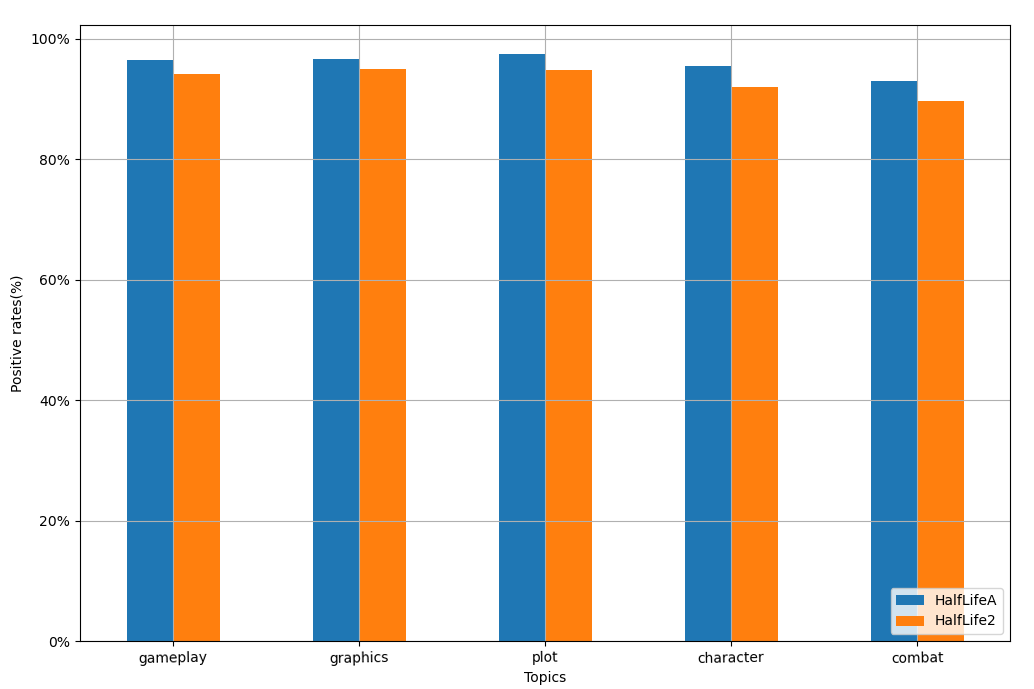 100%
80%
60%
40%
20%
0%
Positive rates(%)
gameplay
graphics
plot
character
combat
Topics
HalfLifeA
HalfLife2